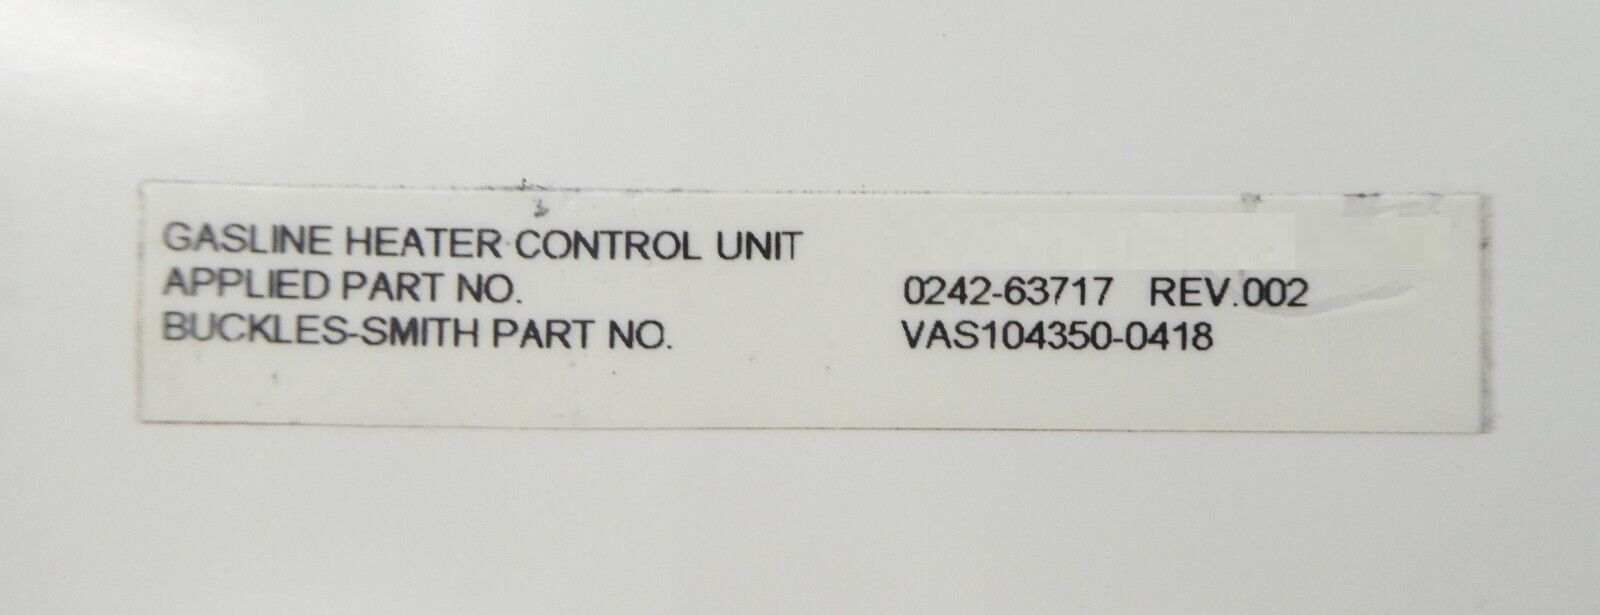 GASLINE HEATER CONTROL UNIT
APPLIED PART NO. 0242-63717 REV.002
BUCKLES-SMITH PART NO. VAS104350-0418